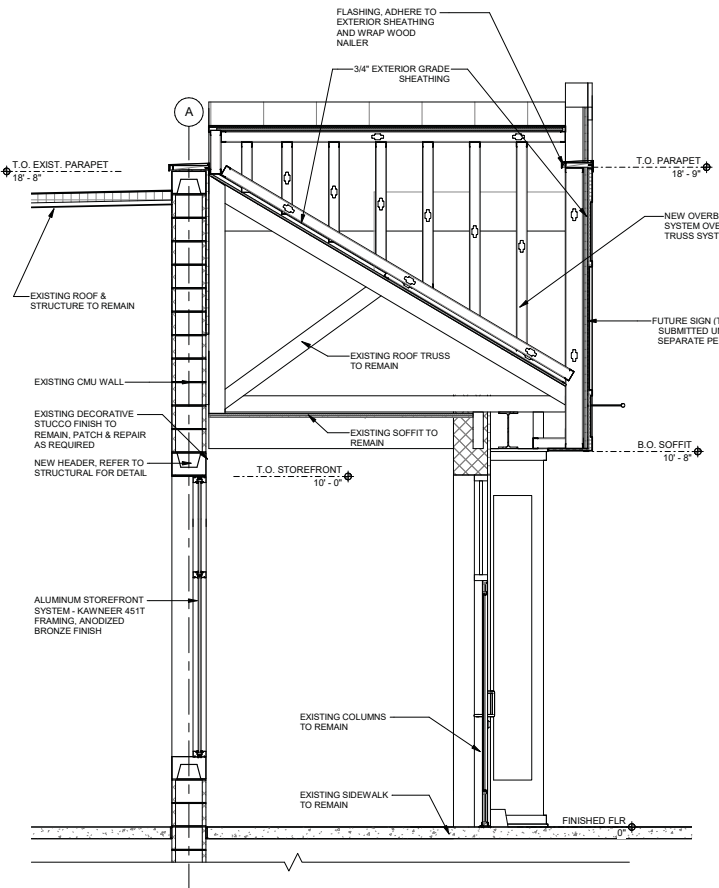 FLASHING, ADHERE TO
EXTERIOR SHEATHING
AND WRAP WOOD
NAILER
3/4" EXTERIOR GRADE
SHEATHING
A
T.O. EXIST. PARAPET
18' - 8"
T.O. PARAPET
18' - 9"
NEW OVERB
SYSTEM OVE
TRUSS SYST
EXISTING ROOF &
STRUCTURE TO REMAIN
FUTURE SIGN (T
SUBMITTED UN
SEPARATE PE
EXISTING ROOF TRUSS
TO REMAIN
EXISTING CMU WALL
EXISTING DECORATIVE
STUCCO FINISH TO
REMAIN, PATCH & REPAIR
AS REQUIRED
EXISTING SOFFIT TO
REMAIN
B.O. SOFFIT
10' - 8"
NEW HEADER, REFER TO
STRUCTURAL FOR DETAIL
T.O. STOREFRONT
10' - 0"
ALUMINUM STOREFRONT
SYSTEM - KAWNEER 451T
FRAMING, ANODIZED
BRONZE FINISH
EXISTING COLUMNS
TO REMAIN
EXISTING SIDEWALK
TO REMAIN
FINISHED FLR
0"